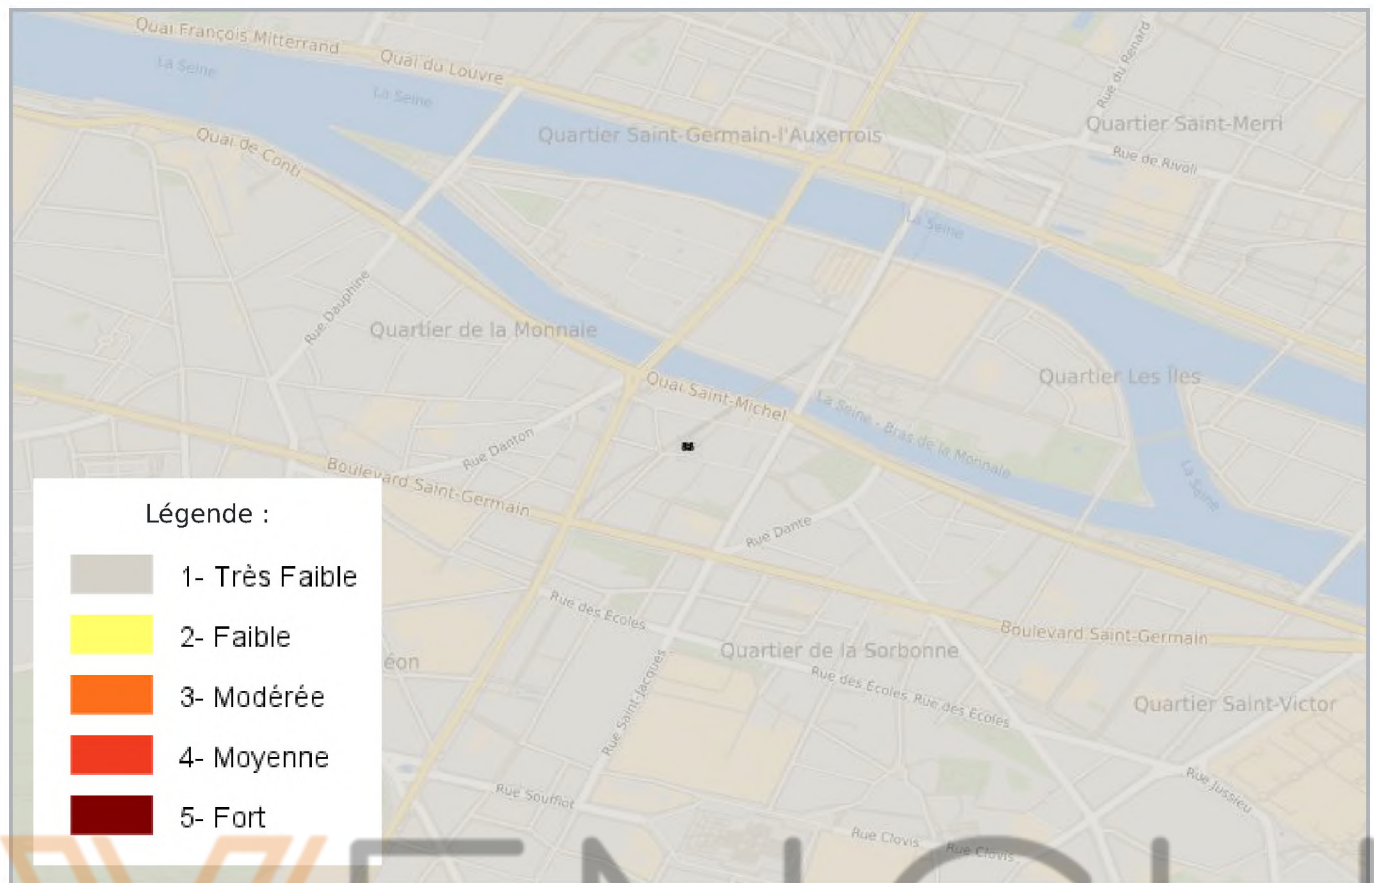 Quai François Mitterrand
Quai du Louvre
La Seine
La Seine
Rue du Renard
Quartier Saint-Merri
Quartier Saint-Germain-l'Auxerrois
Quai de Conti
Rue de Rivoli
La Seine
Rue Dauphine
Quartier de la Monnaie
Quai Saint-Michel
Quartier Les Îles
La Seine - Bras de la Monnaie
Rue Danton
Boulevard Saint-Germain
La Seine
Rue Dante
Légende :
1- Très Faible
2- Faible
3- Modérée
4- Moyenne
5- Fort
Rue des Ecoles
Boulevard Saint-Germain
éon
Quartier de la Sorbonne
Rue Saint-Jacques
Rue des Ecoles
Rue des Ecoles
Quartier Saint-Victor
Rue Jussieu
Rue Soufflot
Rue Clovis
Rue Clovis